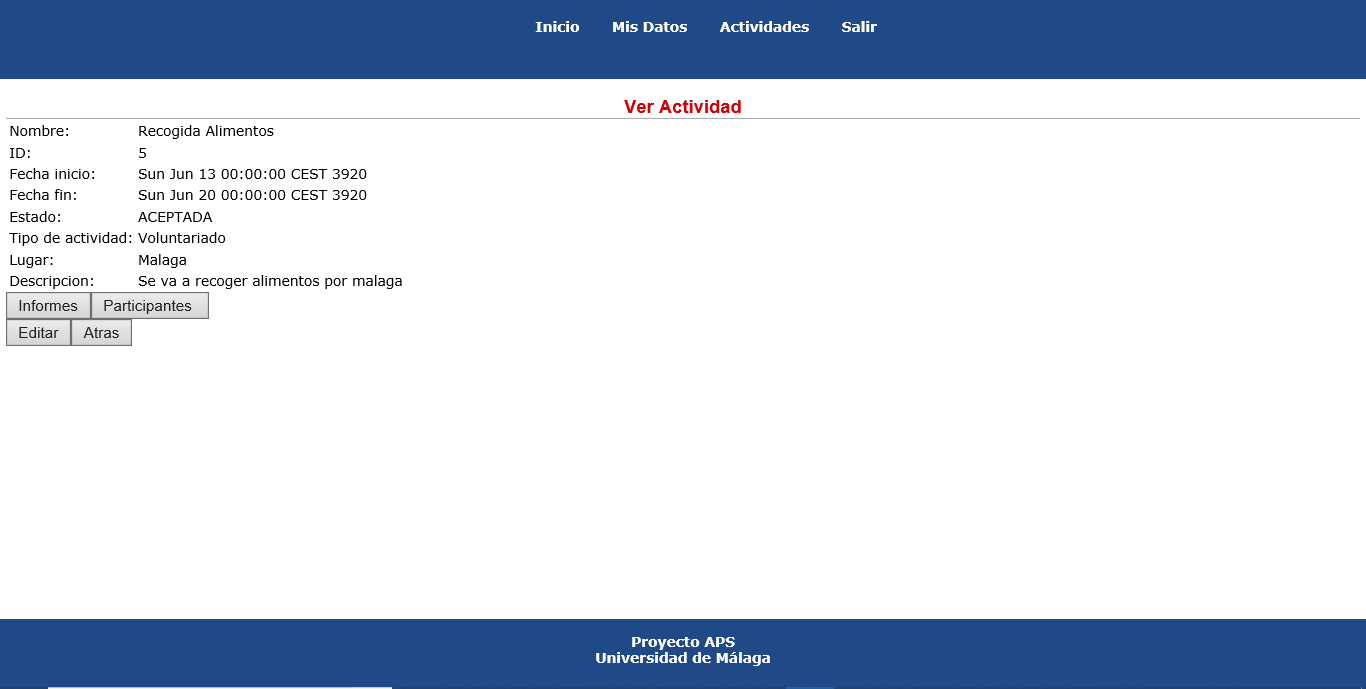 Inicio Mis Datos Actividades Salir
Ver Actividad
Nombre: Recogida Alimentos
ID: 5
Fecha inicio: Sun Jun 13 00:00:00 CEST 3920
Fecha fin: Sun Jun 20 00:00:00 CEST 3920
Estado: ACEPTADA
Tipo de actividad: Voluntariado
Lugar: Malaga
Descripcion: Se va a recoger alimentos por malaga
Informes Participantes
Editar Atras
Proyecto APS
Universidad de Málaga